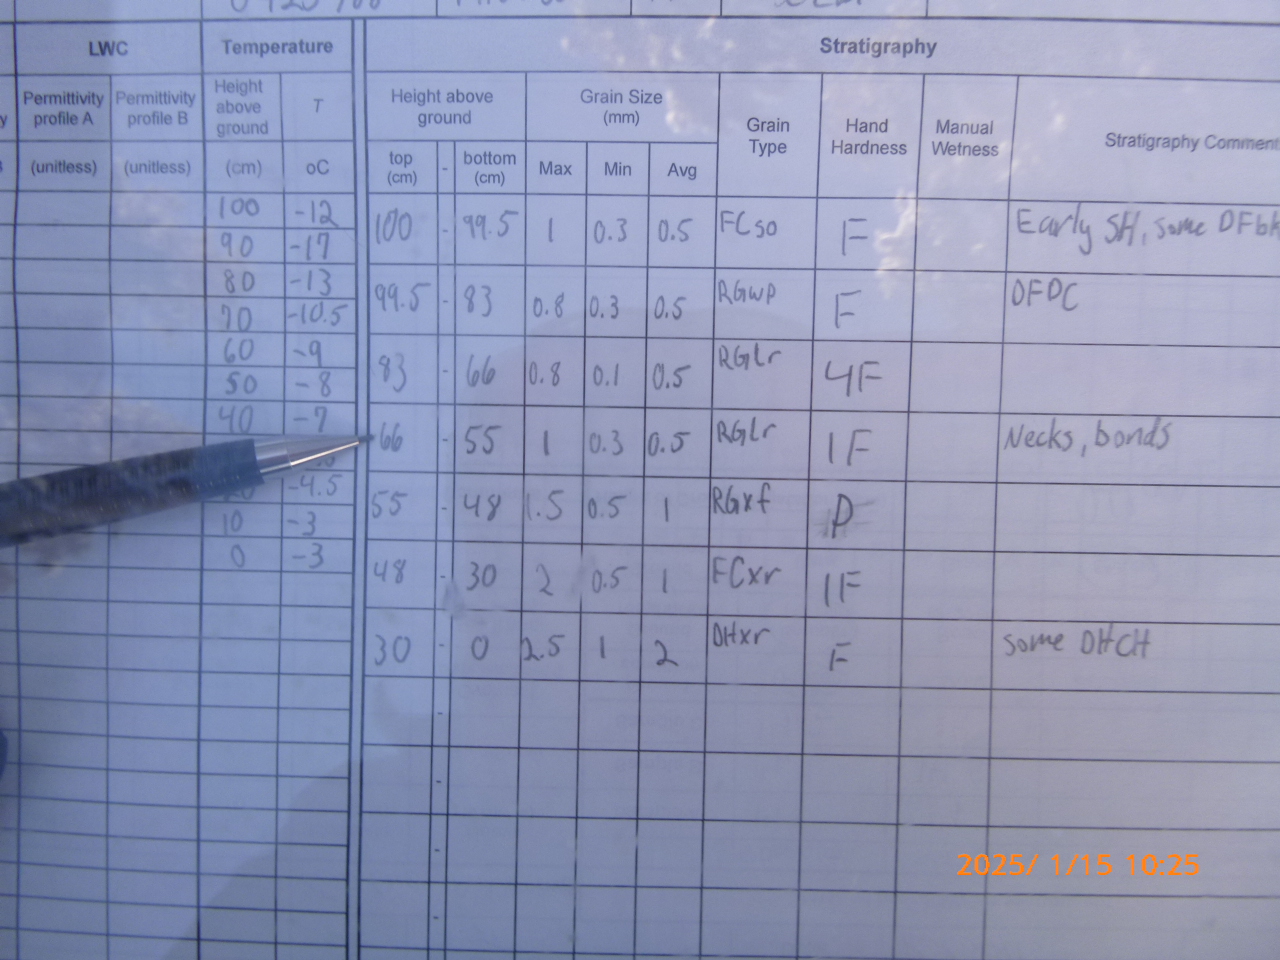 LWC Temperature Stratigraphy
Permittivity profile A Permittivity profile B Height above ground T Height above ground Grain Size (mm) Grain Type Hand Hardness Manual Wetness Stratigraphy Comment
(unitless) (unitless) (cm) oC top (cm) - bottom (cm) Max Min Avg
100 -12
90 -17
80 -13
70 -10.5
60 -9
50 -8
40 -7
-4.5
10 -3
0 -3
100 - 99.5 1 0.3 0.5 FCso F Early SH, some DFbk
99.5 - 83 0.8 0.3 0.5 RGwp F DFDC
83 - 66 0.8 0.1 0.5 RGlr 4F
66 - 55 1 0.3 0.5 RGlr 1F Necks, bonds
55 - 48 1.5 0.5 1 RGxf P
48 - 30 2 0.5 1 FCxr 1F
30 - 0 2.5 1 2 DHxr F some DHCH
-
-
-
-
2025/ 1/15 10:25